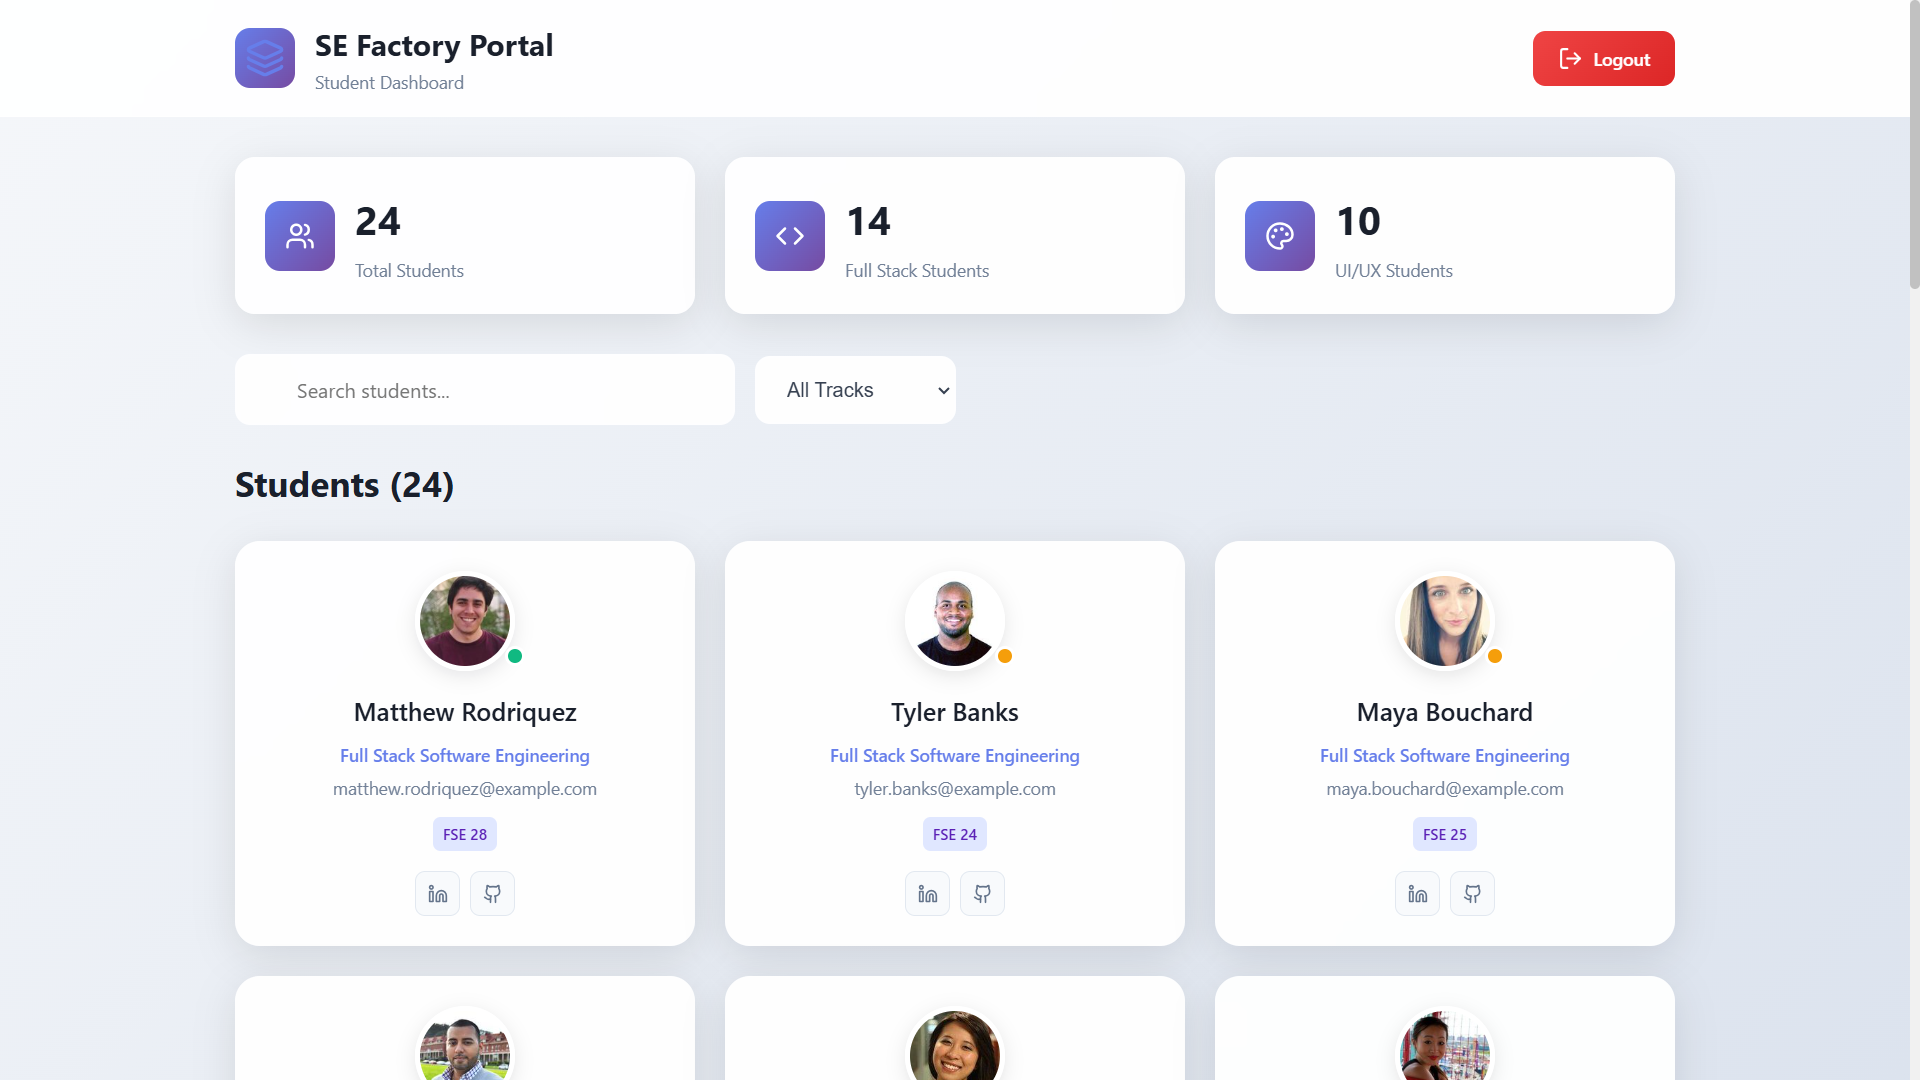 SE Factory Portal
Student Dashboard
Logout
24
Total Students
14
Full Stack Students
10
UI/UX Students
Search students...
All Tracks
Students (24)
Matthew Rodriquez
Full Stack Software Engineering
matthew.rodriquez@example.com
FSE 28
Tyler Banks
Full Stack Software Engineering
tyler.banks@example.com
FSE 24
Maya Bouchard
Full Stack Software Engineering
maya.bouchard@example.com
FSE 25